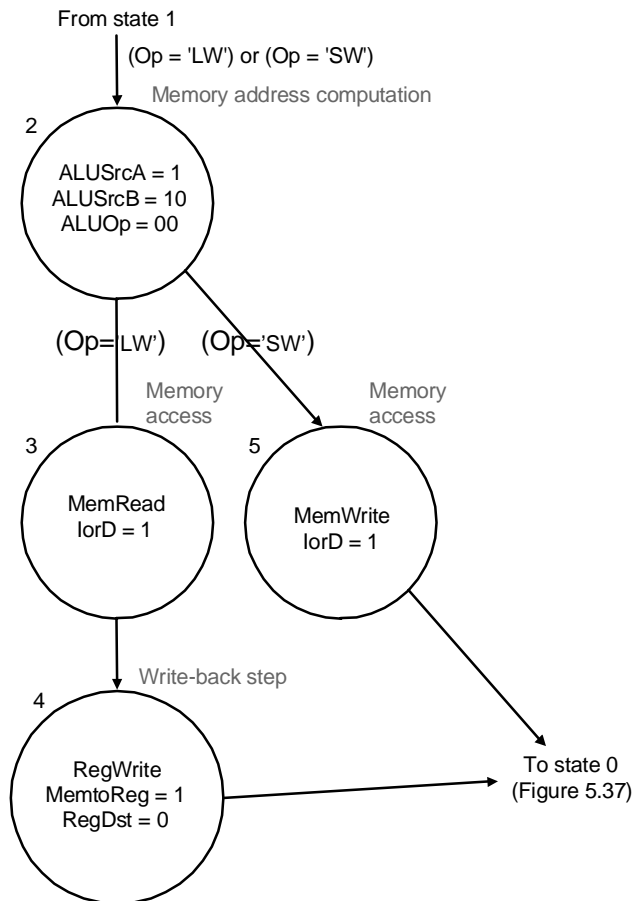 From state 1
(Op = 'LW') or (Op = 'SW')
Memory address computation
2
ALUSrcA = 1
ALUSrcB = 10
ALUOp = 00
(Op='LW')
(Op='SW')
Memory
access
Memory
access
3
5
MemRead
IorD = 1
MemWrite
IorD = 1
Write-back step
4
RegWrite
MemtoReg = 1
RegDst = 0
To state 0
(Figure 5.37)